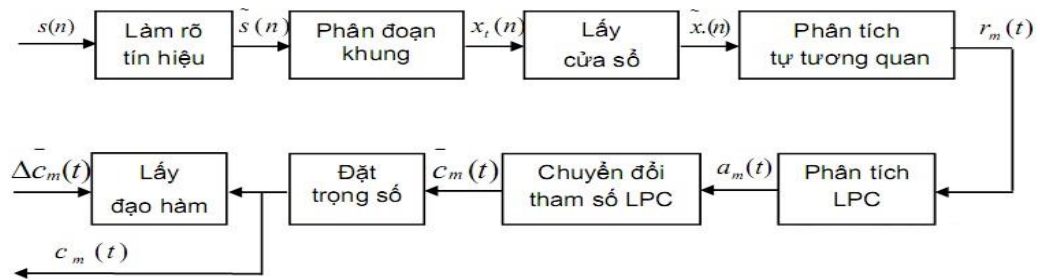 s(n)
Làm rõ
tín hiệu
s̃(n)
Phân đoạn
khung
x_t(n)
Lấy
cửa sổ
x̃.(n)
Phân tích
tự tương quan
r_m(t)
Δc̄_m(t)
Lấy
đạo hàm
Đặt
trọng số
c̄_m(t)
Chuyển đổi
tham số LPC
a_m(t)
Phân tích
LPC
c_m(t)